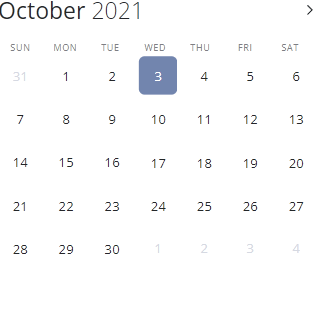 October 2021
SUN MON TUE WED THU FRI SAT
31 1 2 3 4 5 6
7 8 9 10 11 12 13
14 15 16 17 18 19 20
21 22 23 24 25 26 27
28 29 30 1 2 3 4